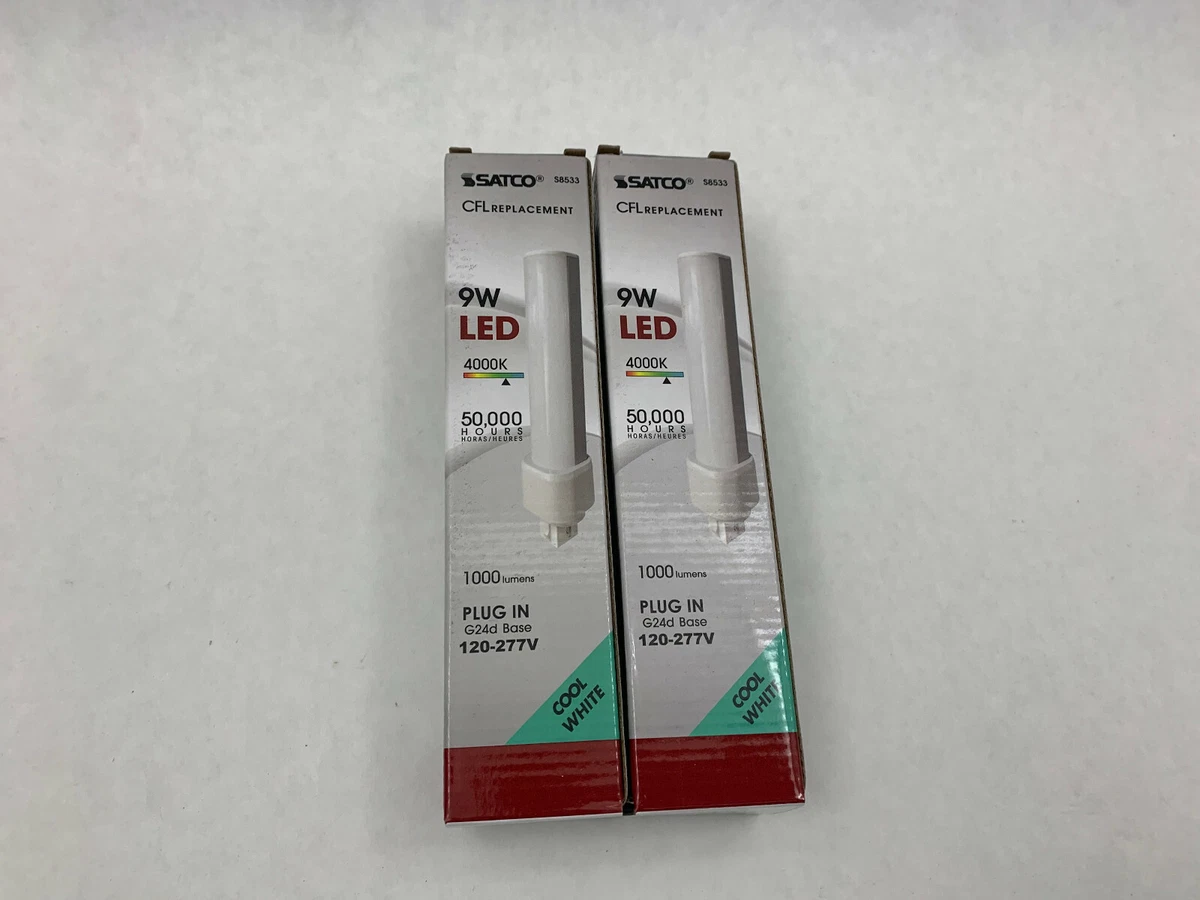 SATCO® S8533
CFL REPLACEMENT
9W
LED
4000K
50,000
HOURS
HORAS/HEURES
1000 lumens
PLUG IN
G24d Base
120-277V
COOL
WHITE
SATCO® S8533
CFL REPLACEMENT
9W
LED
4000K
50,000
HOURS
HORAS/HEURES
1000 lumens
PLUG IN
G24d Base
120-277V
COOL
WHITE